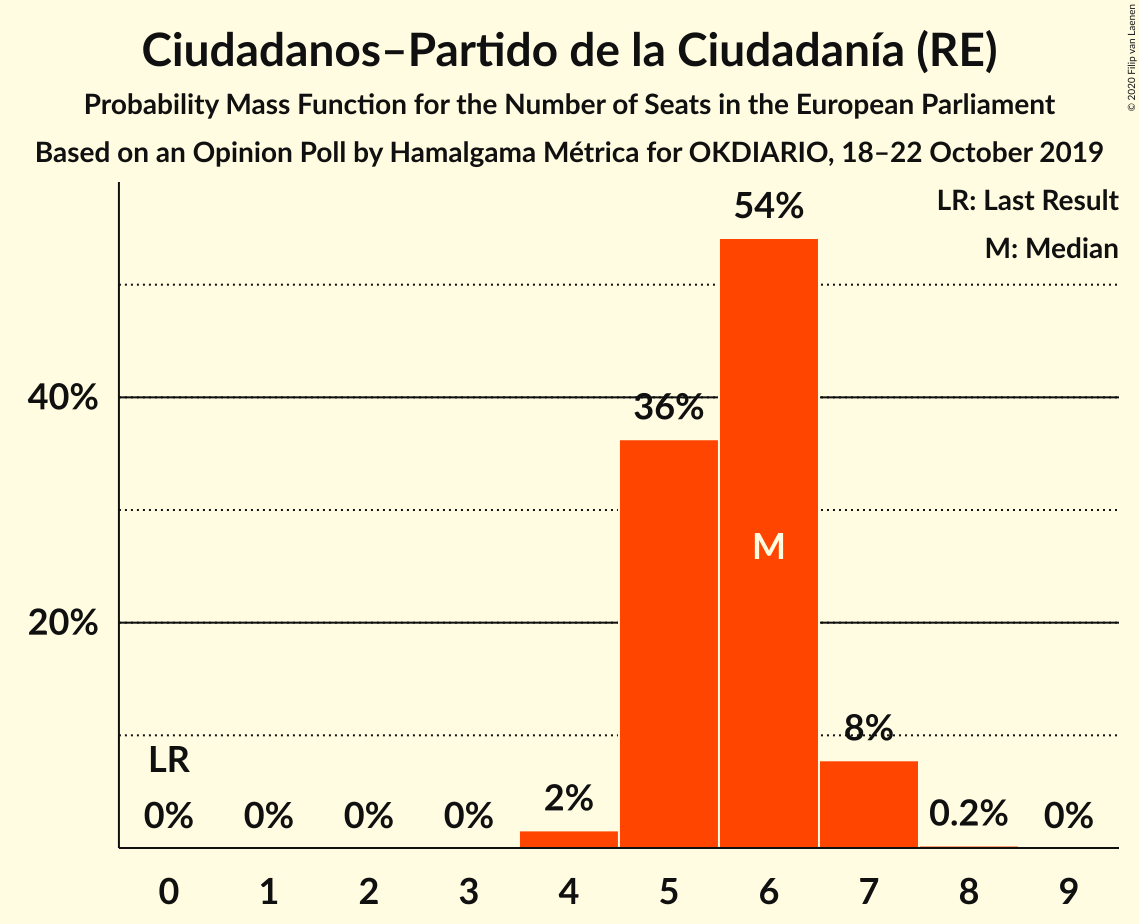 Ciudadanos–Partido de la Ciudadanía (RE)
Probability Mass Function for the Number of Seats in the European Parliament
Based on an Opinion Poll by Hamalgama Métrica for OKDIARIO, 18–22 October 2019
© 2020 Filip van Laenen
LR: Last Result
M: Median
54%
40%
36%
M
20%
8%
LR
2%
0% 0% 0% 0% 0.2% 0%
0 1 2 3 4 5 6 7 8 9